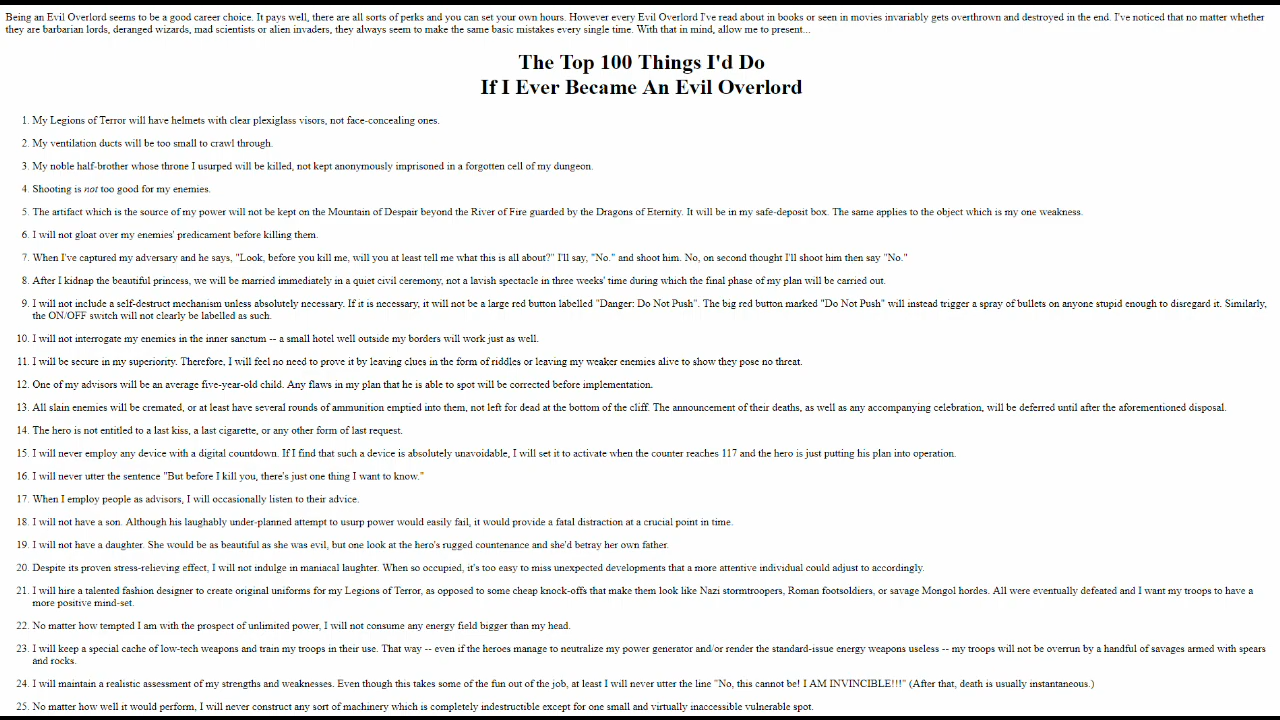 Being an Evil Overlord seems to be a good career choice. It pays well, there are all sorts of perks and you can set your own hours. However every Evil Overlord I've read about in books or seen in movies invariably gets overthrown and destroyed in the end. I've noticed that no matter whether
they are barbarian lords, deranged wizards, mad scientists or alien invaders, they always seem to make the same basic mistakes every single time. With that in mind, allow me to present...
The Top 100 Things I'd Do
If I Ever Became An Evil Overlord
1. My Legions of Terror will have helmets with clear plexiglass visors, not face-concealing ones.
2. My ventilation ducts will be too small to crawl through.
3. My noble half-brother whose throne I usurped will be killed, not kept anonymously imprisoned in a forgotten cell of my dungeon.
4. Shooting is not too good for my enemies.
5. The artifact which is the source of my power will not be kept on the Mountain of Despair beyond the River of Fire guarded by the Dragons of Eternity. It will be in my safe-deposit box. The same applies to the object which is my one weakness.
6. I will not gloat over my enemies' predicament before killing them.
7. When I've captured my adversary and he says, "Look, before you kill me, will you at least tell me what this is all about?" I'll say, "No." and shoot him. No, on second thought I'll shoot him then say "No."
8. After I kidnap the beautiful princess, we will be married immediately in a quiet civil ceremony, not a lavish spectacle in three weeks' time during which the final phase of my plan will be carried out.
9. I will not include a self-destruct mechanism unless absolutely necessary. If it is necessary, it will not be a large red button labelled "Danger: Do Not Push". The big red button marked "Do Not Push" will instead trigger a spray of bullets on anyone stupid enough to disregard it. Similarly,
the ON/OFF switch will not clearly be labelled as such.
10. I will not interrogate my enemies in the inner sanctum -- a small hotel well outside my borders will work just as well.
11. I will be secure in my superiority. Therefore, I will feel no need to prove it by leaving clues in the form of riddles or leaving my weaker enemies alive to show they pose no threat.
12. One of my advisors will be an average five-year-old child. Any flaws in my plan that he is able to spot will be corrected before implementation.
13. All slain enemies will be cremated, or at least have several rounds of ammunition emptied into them, not left for dead at the bottom of the cliff. The announcement of their deaths, as well as any accompanying celebration, will be deferred until after the aforementioned disposal.
14. The hero is not entitled to a last kiss, a last cigarette, or any other form of last request.
15. I will never employ any device with a digital countdown. If I find that such a device is absolutely unavoidable, I will set it to activate when the counter reaches 117 and the hero is just putting his plan into operation.
16. I will never utter the sentence "But before I kill you, there's just one thing I want to know."
17. When I employ people as advisors, I will occasionally listen to their advice.
18. I will not have a son. Although his laughably under-planned attempt to usurp power would easily fail, it would provide a fatal distraction at a crucial point in time.
19. I will not have a daughter. She would be as beautiful as she was evil, but one look at the hero's rugged countenance and she'd betray her own father.
20. Despite its proven stress-relieving effect, I will not indulge in maniacal laughter. When so occupied, it's too easy to miss unexpected developments that a more attentive individual could adjust to accordingly.
21. I will hire a talented fashion designer to create original uniforms for my Legions of Terror, as opposed to some cheap knock-offs that make them look like Nazi stormtroopers, Roman footsoldiers, or savage Mongol hordes. All were eventually defeated and I want my troops to have a
more positive mind-set.
22. No matter how tempted I am with the prospect of unlimited power, I will not consume any energy field bigger than my head.
23. I will keep a special cache of low-tech weapons and train my troops in their use. That way -- even if the heroes manage to neutralize my power generator and/or render the standard-issue energy weapons useless -- my troops will not be overrun by a handful of savages armed with spears
and rocks.
24. I will maintain a realistic assessment of my strengths and weaknesses. Even though this takes some of the fun out of the job, at least I will never utter the line "No, this cannot be! I AM INVINCIBLE!!!" (After that, death is usually instantaneous.)
25. No matter how well it would perform, I will never construct any sort of machinery which is completely indestructible except for one small and virtually inaccessible vulnerable spot.